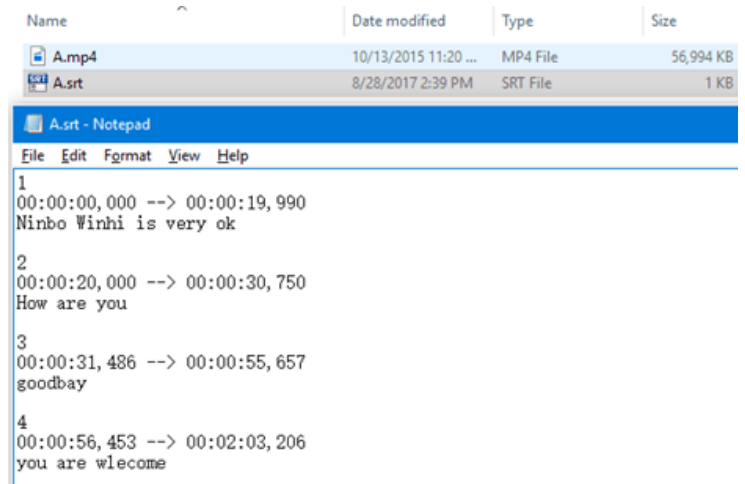 Name Date modified Type Size
A.mp4 10/13/2015 11:20 ... MP4 File 56,994 KB
A.srt 8/28/2017 2:39 PM SRT File 1 KB
A.srt - Notepad
File Edit Format View Help
1
00:00:00,000 --> 00:00:19,990
Ninbo Winhi is very ok
2
00:00:20,000 --> 00:00:30,750
How are you
3
00:00:31,486 --> 00:00:55,657
goodbay
4
00:00:56,453 --> 00:02:03,206
you are wlecome